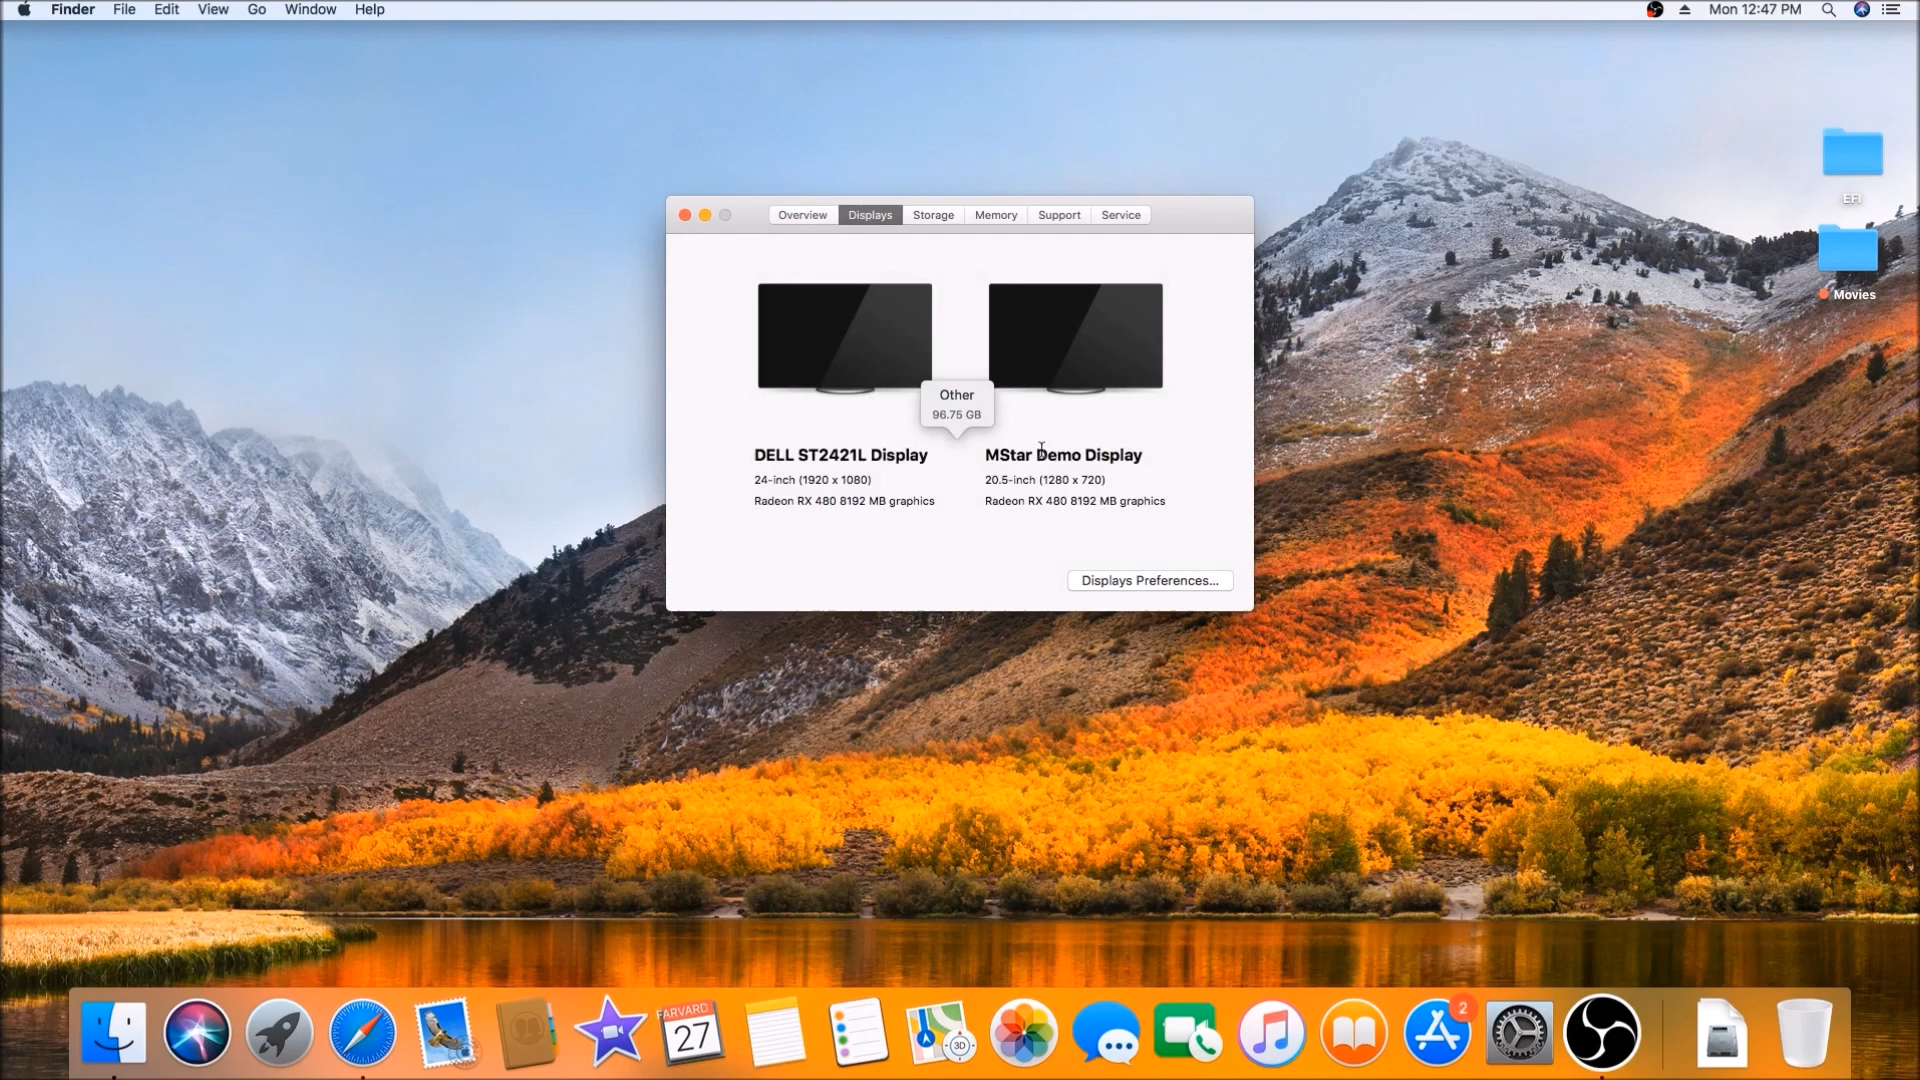 Finder File Edit View Go Window Help
Mon 12:47 PM
Overview Displays Storage Memory Support Service
EFI
Movies
Other
96.75 GB
DELL ST2421L Display
24-inch (1920 x 1080)
Radeon RX 480 8192 MB graphics
MStar Demo Display
20.5-inch (1280 x 720)
Radeon RX 480 8192 MB graphics
Displays Preferences...
FARVARD
27
3D
2